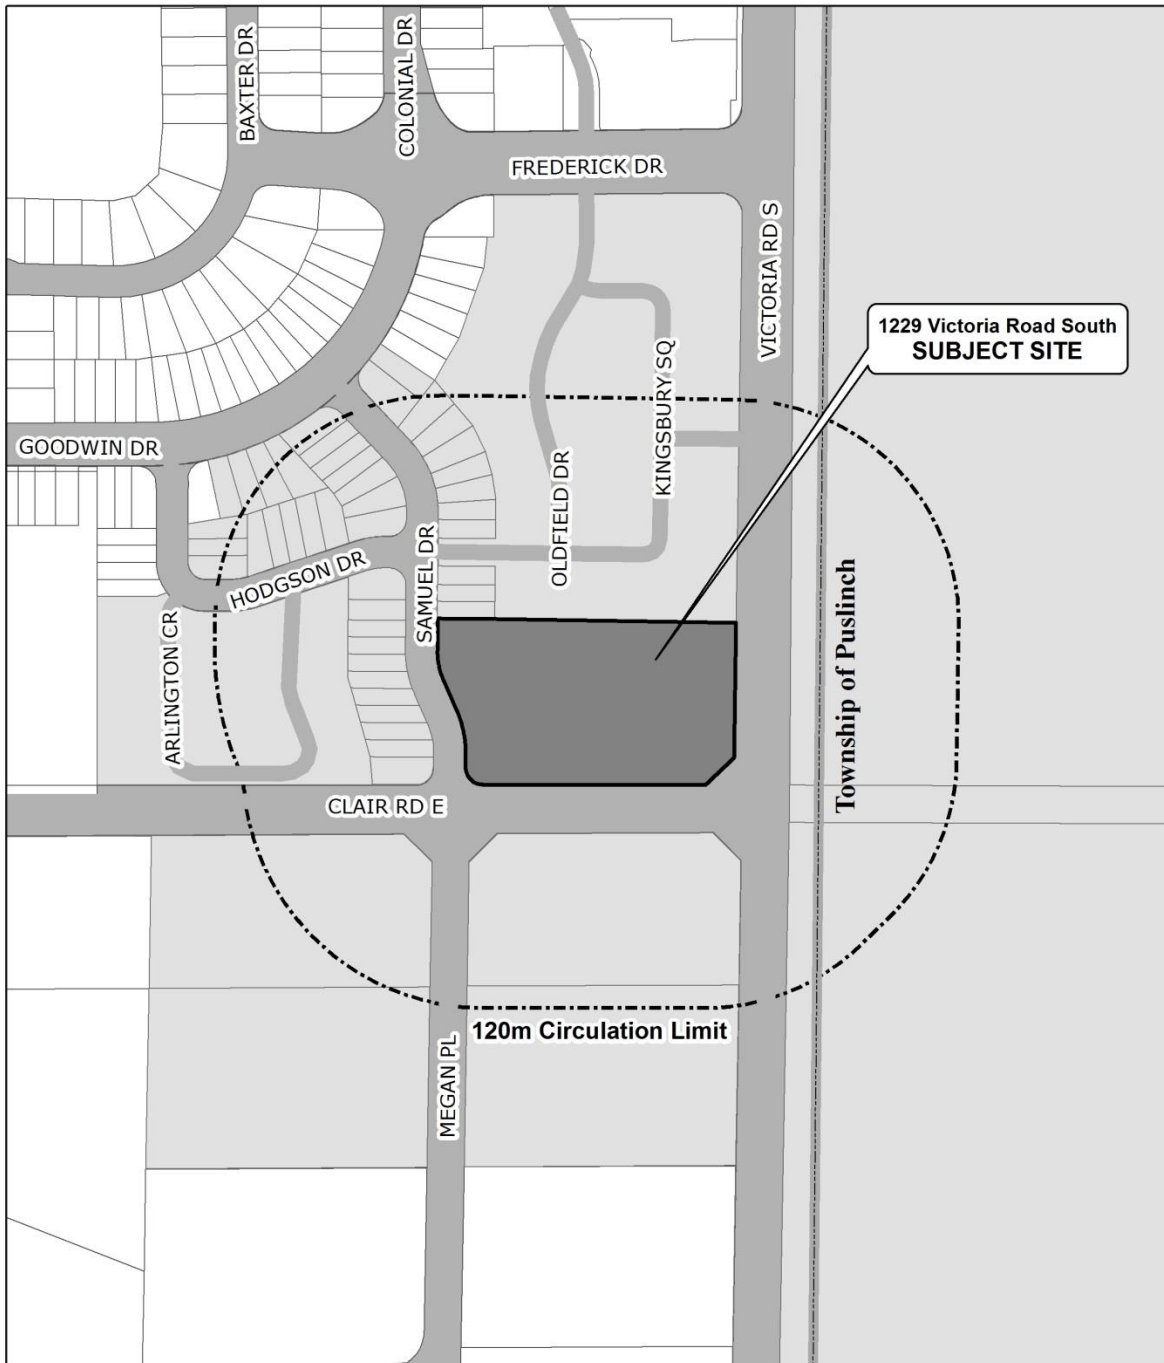 BAXTER DR
COLONIAL DR
FREDERICK DR
VICTORIA RD S
1229 Victoria Road South
SUBJECT SITE
KINGSBURY SQ
GOODWIN DR
OLDFIELD DR
SAMUEL DR
HODGSON DR
ARLINGTON CR
Township of Puslinch
CLAIR RD E
120m Circulation Limit
MEGAN PL